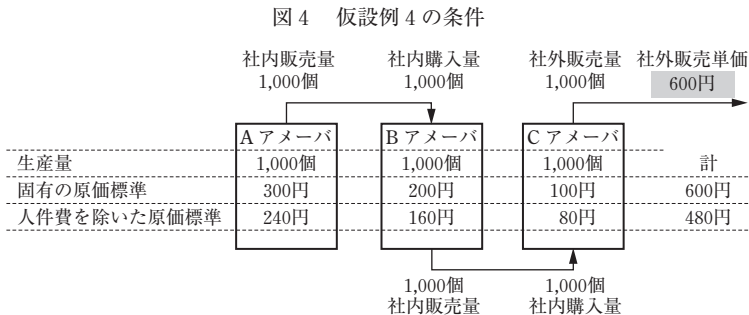 図4 仮設例4の条件
社内販売量 社内購入量 社外販売量 社外販売単価
1,000個 1,000個 1,000個 600円
Aアメーバ Bアメーバ Cアメーバ
生産量 1,000個 1,000個 1,000個 計
固有の原価標準 300円 200円 100円 600円
人件費を除いた原価標準 240円 160円 80円 480円
1,000個 1,000個
社内販売量 社内購入量